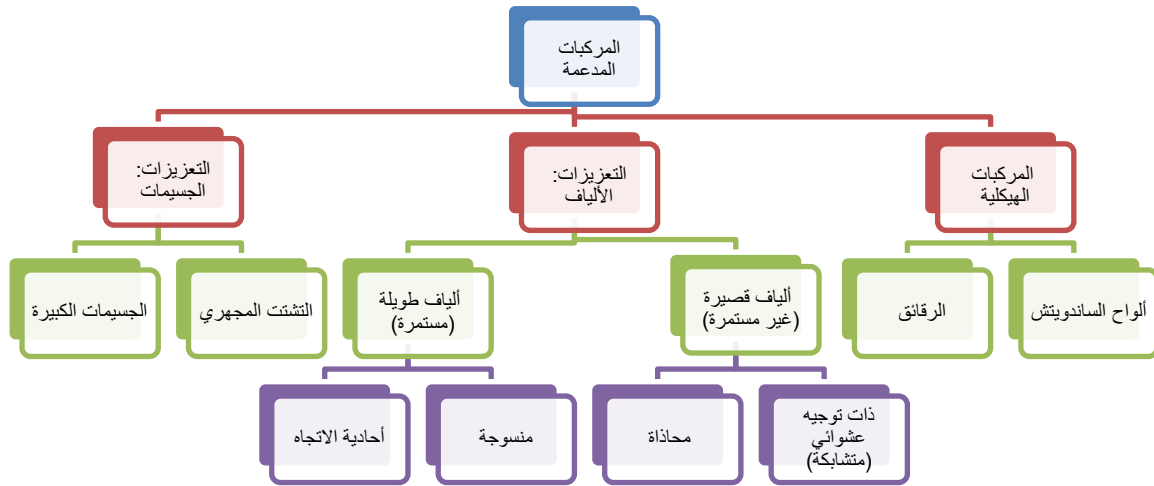 المركبات
المدعمة
المركبات
الهيكلية
التعزيزات:
الألياف
التعزيزات:
الجسيمات
ألواح الساندويتش
الرقائق
ألياف قصيرة
(غير مستمرة)
ألياف طويلة
(مستمرة)
التشتت المجهري
الجسيمات الكبيرة
ذات توجيه
عشوائي
(متشابكة)
محاذاة
منسوجة
أحادية الاتجاه